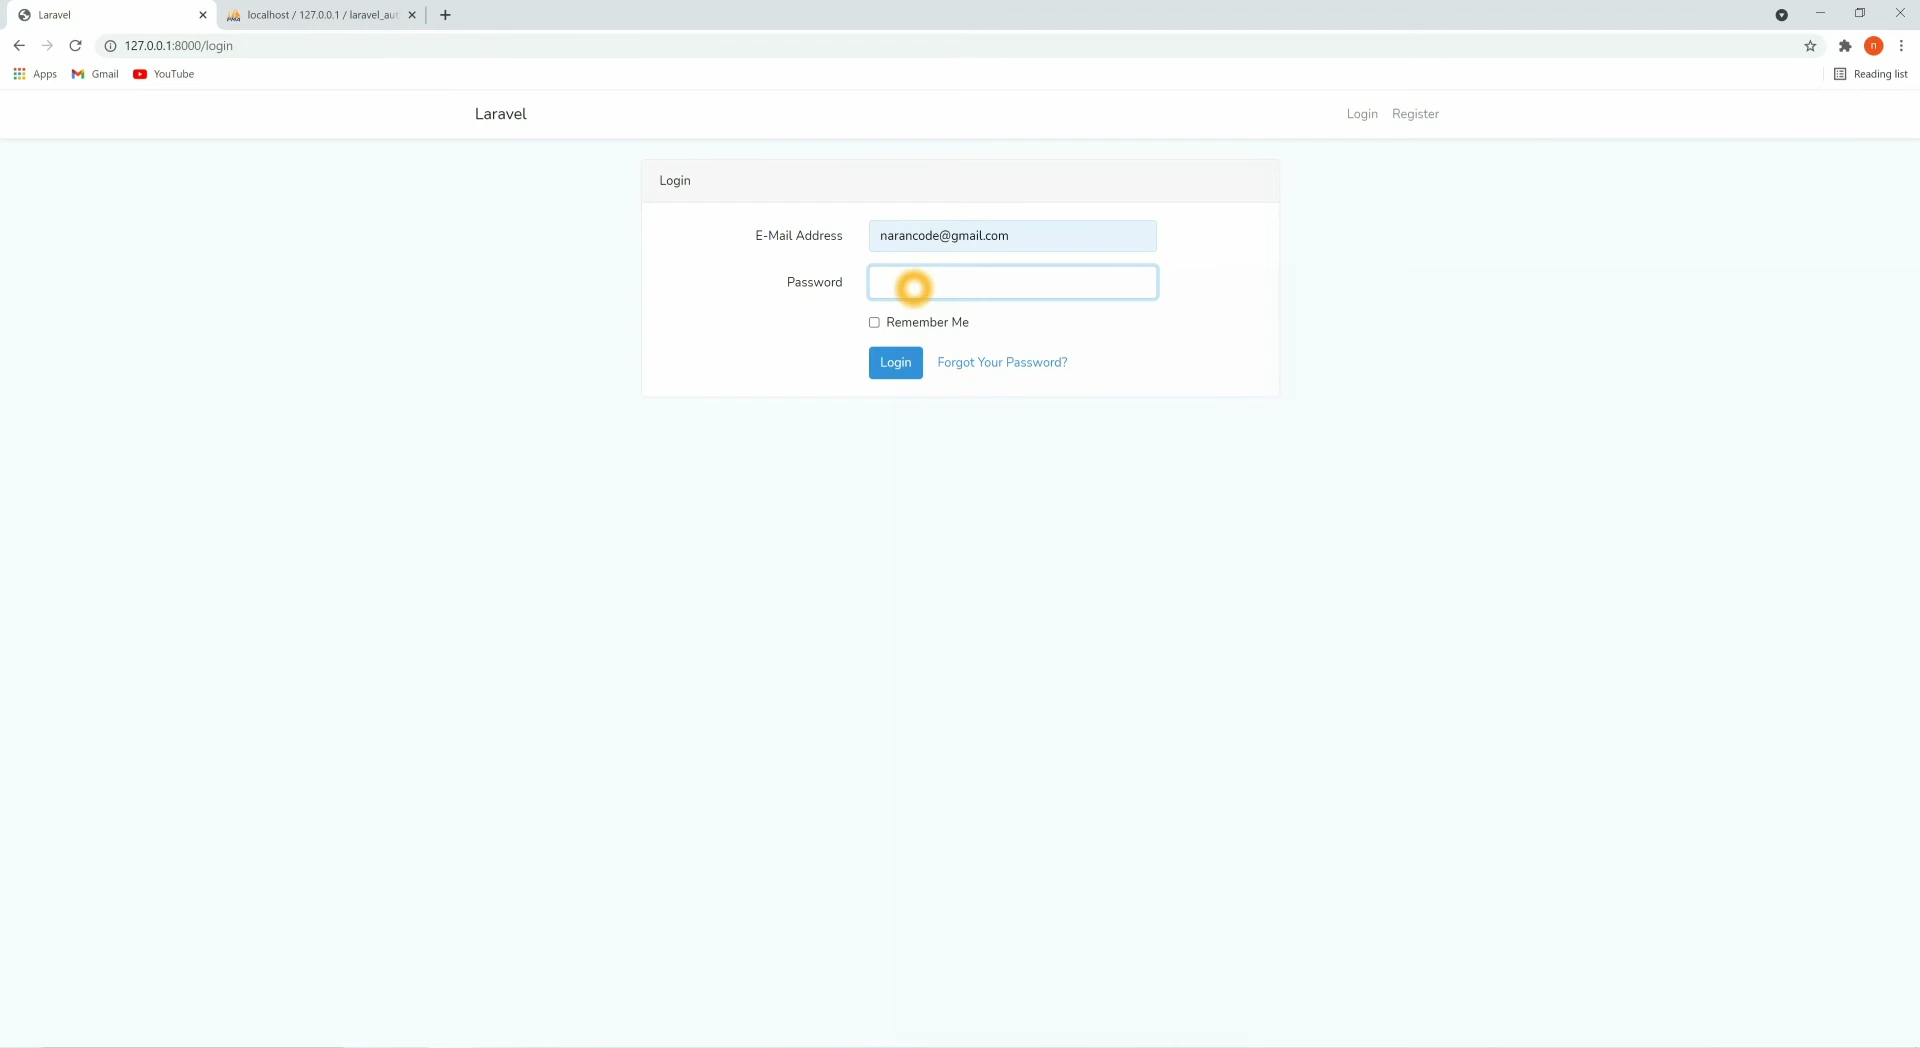 Laravel
localhost / 127.0.0.1 / laravel_aut
127.0.0.1:8000/login
n
Apps
Gmail
YouTube
Reading list
Laravel
Login
Register
Login
E-Mail Address
narancode@gmail.com
Password
Remember Me
Login
Forgot Your Password?